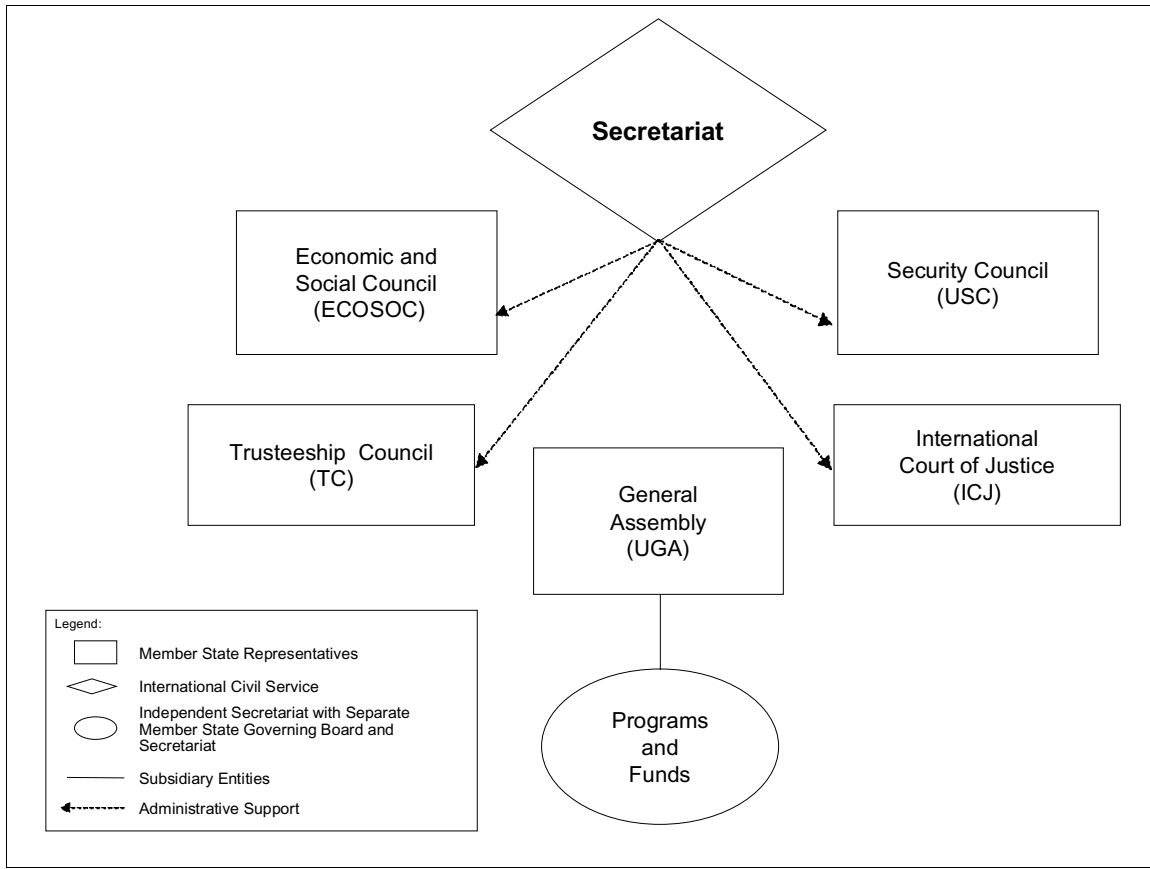 Secretariat
Economic and
Social Council
(ECOSOC)
Security Council
(USC)
Trusteeship Council
(TC)
General
Assembly
(UGA)
International
Court of Justice
(ICJ)
Programs
and
Funds
Legend:
Member State Representatives
International Civil Service
Independent Secretariat with Separate
Member State Governing Board and
Secretariat
Subsidiary Entities
Administrative Support